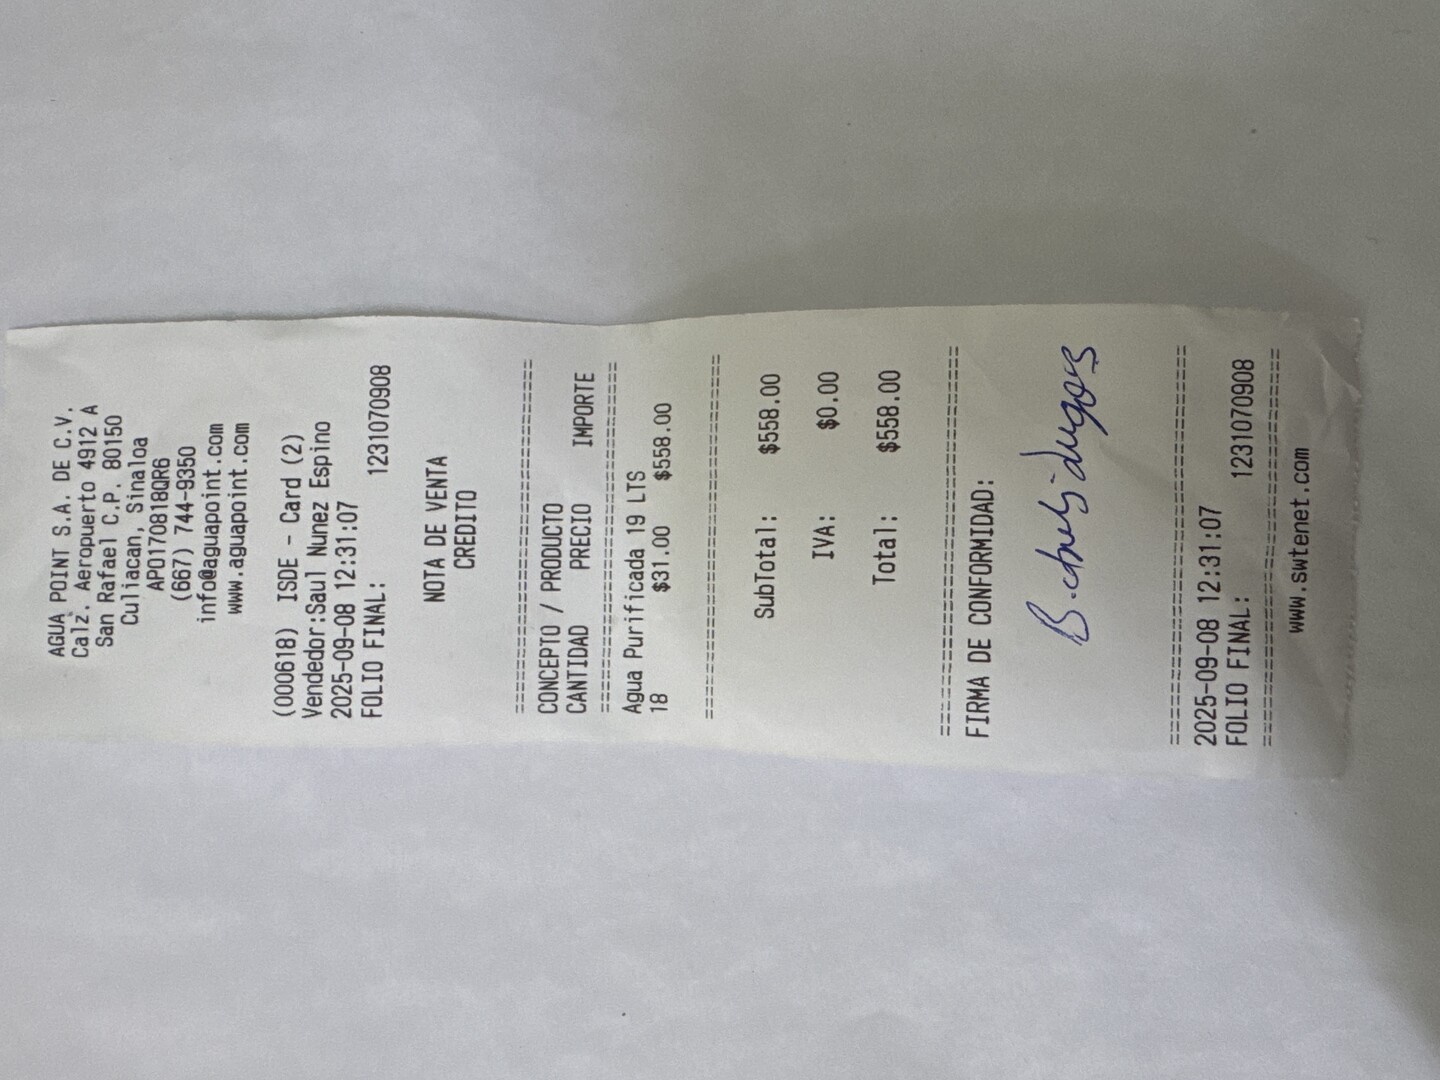 AGUA POINT S.A. DE C.V.
Calz. Aeropuerto 4912 A
San Rafael C.P. 80150
Culiacan, Sinaloa
APO170818QR6
(667) 744-9350
info@aguapoint.com
www.aguapoint.com
(000618) ISDE - Card (2)
Vendedor:Saul Nunez Espino
2025-09-08 12:31:07
FOLIO FINAL: 1231070908
NOTA DE VENTA
CREDITO
CONCEPTO / PRODUCTO
CANTIDAD PRECIO IMPORTE
Agua Purificada 19 LTS
18 $31.00 $558.00
SubTotal: $558.00
IVA: $0.00
Total: $558.00
FIRMA DE CONFORMIDAD:
2025-09-08 12:31:07
FOLIO FINAL: 1231070908
www.swtenet.com